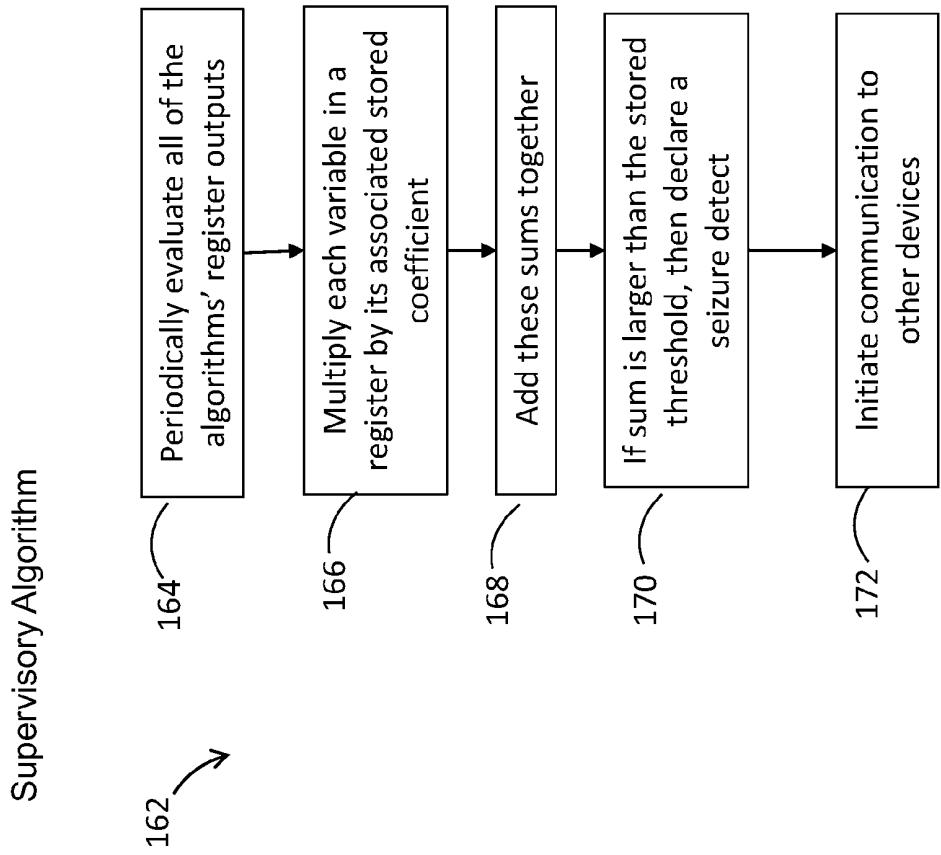 Supervisory Algorithm
162
164
Periodically evaluate all of the
algorithms’ register outputs
166
Multiply each variable in a
register by its associated stored
coefficient
168
Add these sums together
170
If sum is larger than the stored
threshold, then declare a
seizure detect
172
Initiate communication to
other devices